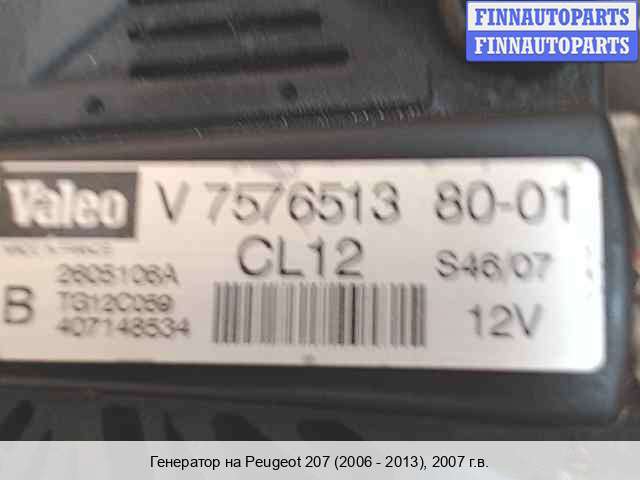 FINNAUTOPARTS
FINNAUTOPARTS
Valeo V 7576513 80-01
MADE IN FRANCE
CL12 S46/07
2605106A
B TG12C059
407148534
12V
Генератор на Peugeot 207 (2006 - 2013), 2007 г.в.